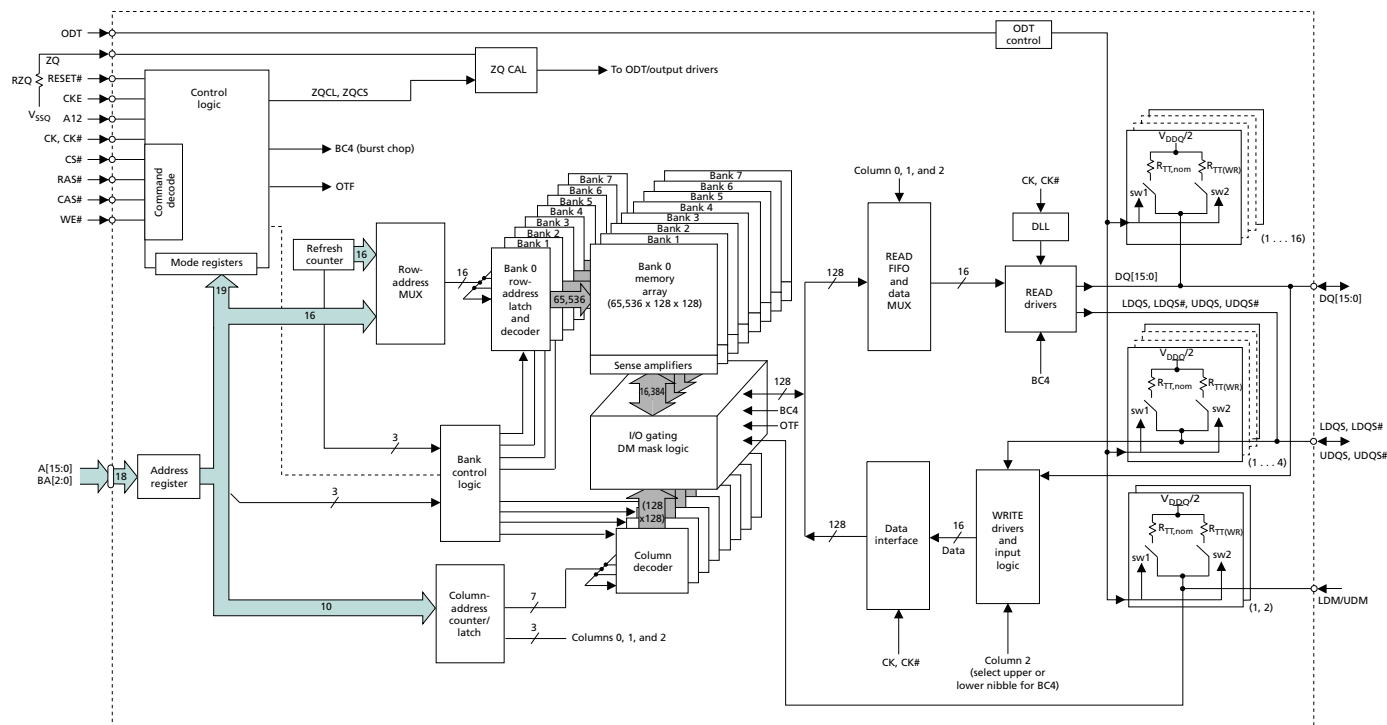 ODT
ODT
control
ZQ
RZQ
RESET#
CKE
VSSQ
A12
CK, CK#
CS#
RAS#
CAS#
WE#
Control
logic
Command
decode
Mode registers
ZQ CAL
To ODT/output drivers
ZQCL, ZQCS
BC4 (burst chop)
OTF
Refresh
counter
16
Row-
address
MUX
16
19
16
Bank 7
Bank 6
Bank 5
Bank 4
Bank 3
Bank 2
Bank 1
Bank 0
row-
address
latch
and
decoder
65,536
Bank 7
Bank 6
Bank 5
Bank 4
Bank 3
Bank 2
Bank 1
Bank 0
memory
array
(65,536 x 128 x 128)
Sense amplifiers
16,384
I/O gating
DM mask logic
128
BC4
OTF
(128
x128)
Column
decoder
A[15:0]
BA[2:0]
18
Address
register
3
3
Bank
control
logic
10
Column-
address
counter/
latch
7
3
Columns 0, 1, and 2
Column 0, 1, and 2
128
READ
FIFO
and
data
MUX
16
CK, CK#
DLL
READ
drivers
BC4
DQ[15:0]
LDQS, LDQS#, UDQS, UDQS#
128
Data
interface
CK, CK#
16
Data
WRITE
drivers
and
input
logic
Column 2
(select upper or
lower nibble for BC4)
VDDQ/2
RTT,nom
RTT(WR)
sw1
sw2
(1 . . . 16)
DQ[15:0]
VDDQ/2
RTT,nom
RTT(WR)
sw1
sw2
(1 . . . 4)
LDQS, LDQS#
UDQS, UDQS#
VDDQ/2
RTT,nom
RTT(WR)
sw1
sw2
(1, 2)
LDM/UDM